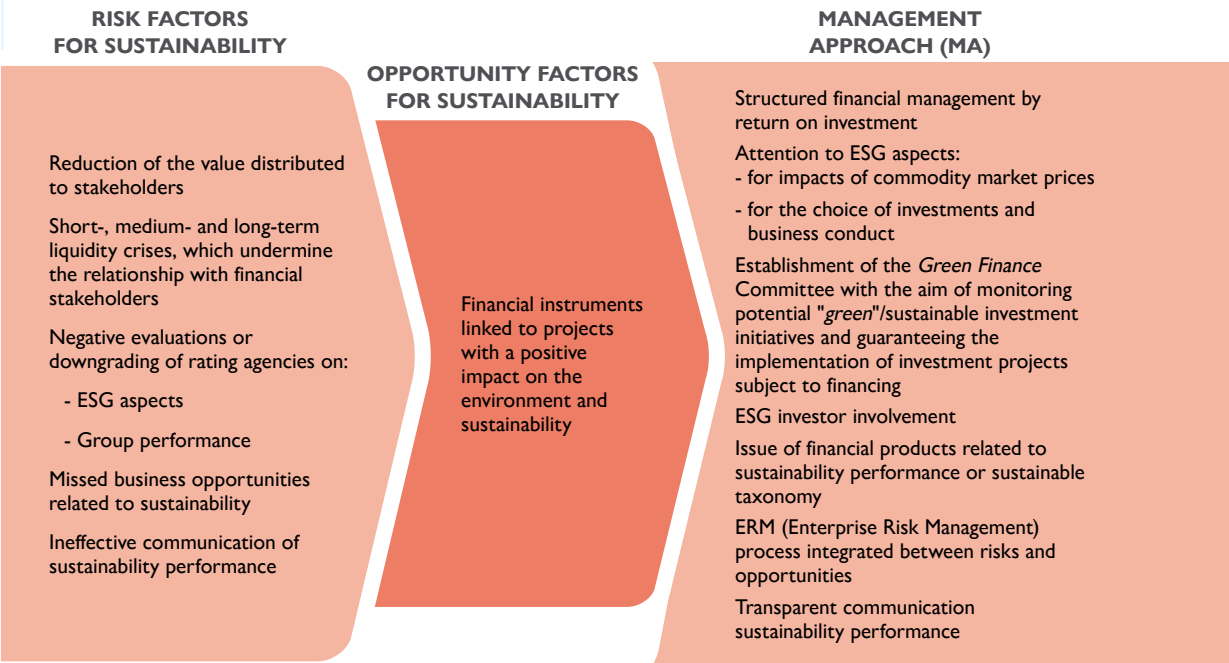 RISK FACTORS
FOR SUSTAINABILITY
Reduction of the value distributed
to stakeholders
Short-, medium- and long-term
liquidity crises, which undermine
the relationship with financial
stakeholders
Negative evaluations or
downgrading of rating agencies on:
- ESG aspects
- Group performance
Missed business opportunities
related to sustainability
Ineffective communication of
sustainability performance
OPPORTUNITY FACTORS
FOR SUSTAINABILITY
Financial instruments
linked to projects
with a positive
impact on the
environment and
sustainability
MANAGEMENT
APPROACH (MA)
Structured financial management by
return on investment
Attention to ESG aspects:
- for impacts of commodity market prices
- for the choice of investments and
business conduct
Establishment of the Green Finance
Committee with the aim of monitoring
potential "green"/sustainable investment
initiatives and guaranteeing the
implementation of investment projects
subject to financing
ESG investor involvement
Issue of financial products related to
sustainability performance or sustainable
taxonomy
ERM (Enterprise Risk Management)
process integrated between risks and
opportunities
Transparent communication
sustainability performance